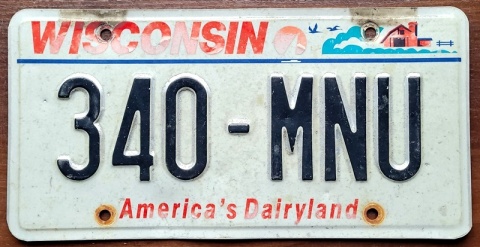 WISCONSIN
340-MNU
America's Dairyland